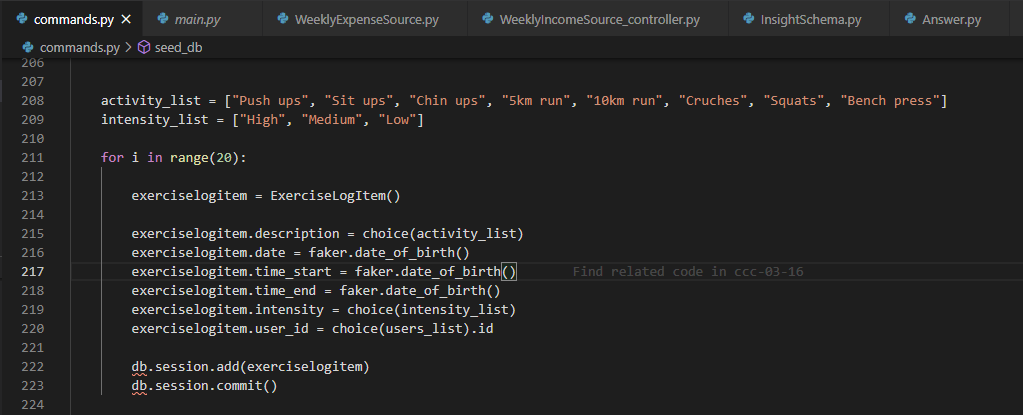 commands.py ×
main.py
WeeklyExpenseSource.py
WeeklyIncomeSource_controller.py
InsightSchema.py
Answer.py
commands.py > seed_db
206
207
208 activity_list = ["Push ups", "Sit ups", "Chin ups", "5km run", "10km run", "Cruches", "Squats", "Bench press"]
209 intensity_list = ["High", "Medium", "Low"]
210
211 for i in range(20):
212
213 exerciselogitem = ExerciseLogItem()
214
215 exerciselogitem.description = choice(activity_list)
216 exerciselogitem.date = faker.date_of_birth()
217 exerciselogitem.time_start = faker.date_of_birth() Find related code in ccc-03-16
218 exerciselogitem.time_end = faker.date_of_birth()
219 exerciselogitem.intensity = choice(intensity_list)
220 exerciselogitem.user_id = choice(users_list).id
221
222 db.session.add(exerciselogitem)
223 db.session.commit()
224